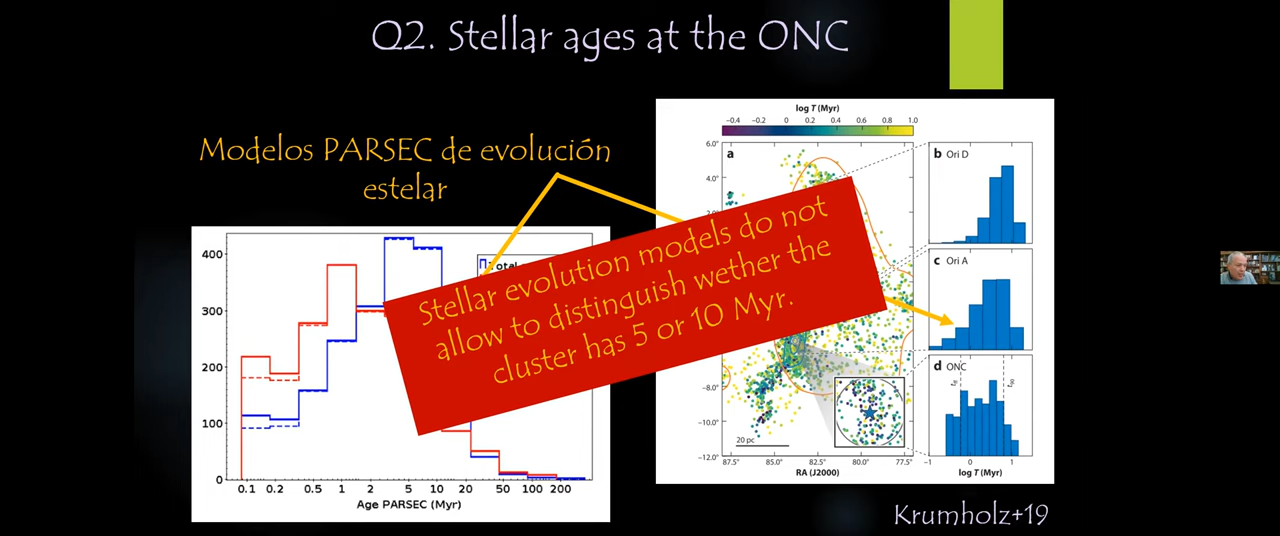 Q2. Stellar ages at the ONC
Modelos PARSEC de evolución
estelar
400
300
200
100
0
0.1 0.2 0.5 1 2 5 10 20 50 100 200
Age PARSEC (Myr)
Total
Stellar evolution models do not
allow to distinguish wether the
cluster has 5 or 10 Myr.
log T (Myr)
−0.4 −0.2 0 0.2 0.4 0.6 0.8 1.0
a
6.0°
4.0°
−8.0°
−10.0°
−12.0°
20 pc
87.5° 85.0° 82.5° 80.0° 77.5°
RA (J2000)
b Ori D
c Ori A
d ONC
−1 0 1
log T (Myr)
Krumholz+19